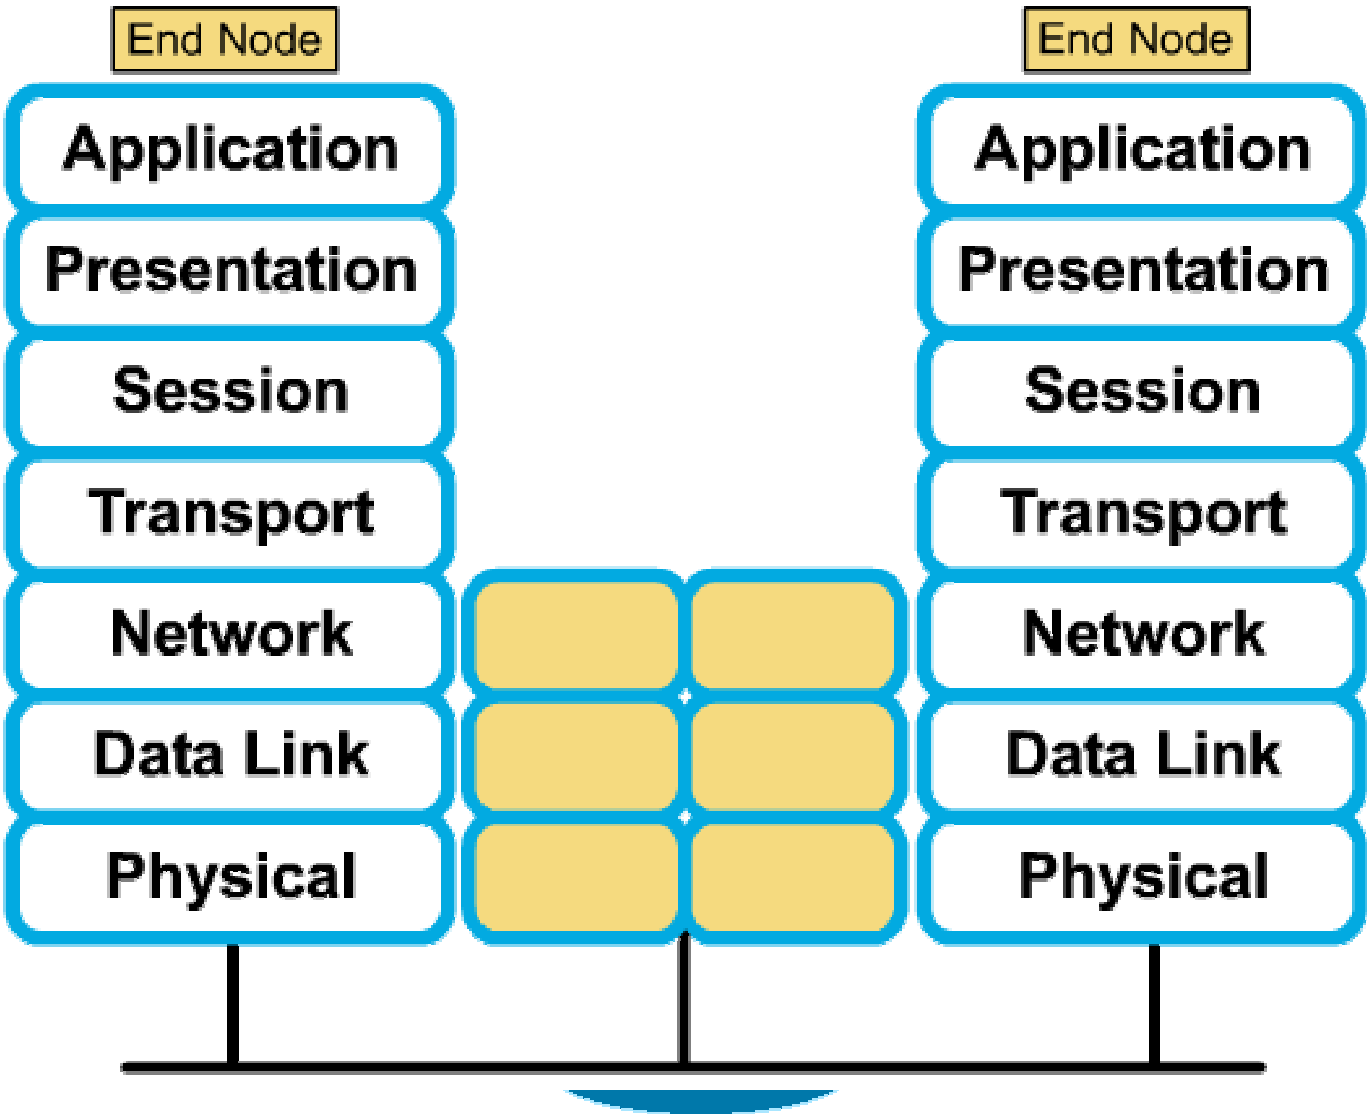 End Node
Application
Presentation
Session
Transport
Network
Data Link
Physical
End Node
Application
Presentation
Session
Transport
Network
Data Link
Physical